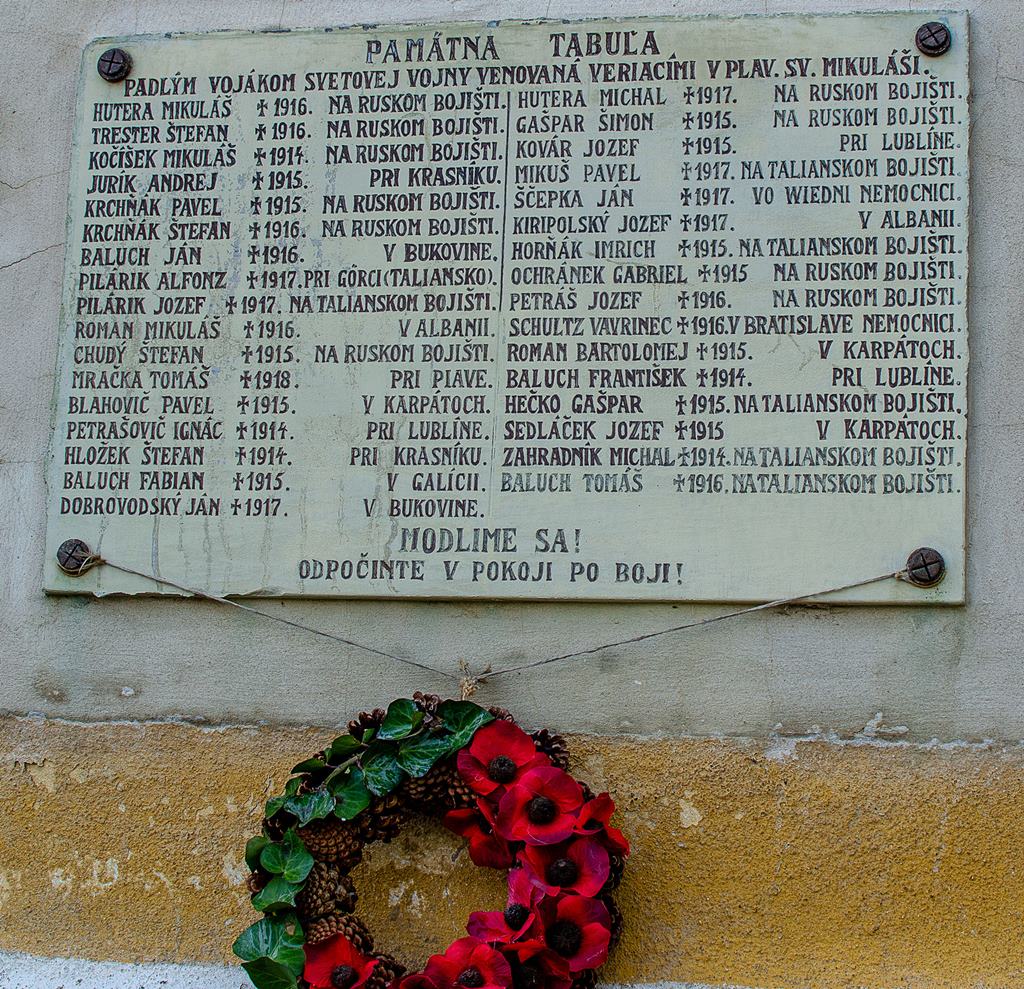 PAMÄTNA TABUĽA
PADLÝM VOJÁKOM SVETOVEJ VOJNY VENOVANÁ VERIACÍMI V PLAV. SV. MIKULÁŠI.
HUTERA MIKULÁŠ ✝1916. NA RUSKOM BOJIŠTI.
TRESTER ŠTEFAN ✝1916. NA RUSKOM BOJIŠTI.
KOČÍŠEK MIKULÁŠ ✝1914. NA RUSKOM BOJIŠTI.
JURÍK ANDREJ ✝1915. PRI KRASNÍKU.
KRCHŇÁK PAVEL ✝1915. NA RUSKOM BOJIŠTI.
KRCHŇÁK ŠTEFAN ✝1916. NA RUSKOM BOJIŠTI.
BALUCH JÁN ✝1916. V BUKOVINE.
PILÁRIK ALFONZ ✝1917. PRI GÔRCI (TALIANSKO).
PILÁRIK JOZEF ✝1917. NA TALIANSKOM BOJIŠTI.
ROMAN MIKULÁŠ ✝1916. V ALBANII.
CHUDÝ ŠTEFAN ✝1915. NA RUSKOM BOJIŠTI.
MRAČKA TOMÁŠ ✝1918. PRI PIAVE.
BLAHOVIČ PAVEL ✝1915. V KARPÁTOCH.
PETRAŠOVIČ IGNÁC ✝1914. PRI LUBLÍNE.
HLOŽEK ŠTEFAN ✝1914. PRI KRASNÍKU.
BALUCH FABIAN ✝1915. V GALÍCII.
DOBROVODSKÝ JÁN ✝1917. V BUKOVINE.
HUTERA MICHAL ✝1917. NA RUSKOM BOJIŠTI.
GAŠPAR ŠIMON ✝1915. NA RUSKOM BOJIŠTI.
KOVÁR JOZEF ✝1915. PRI LUBLÍNE.
MIKUŠ PAVEL ✝1917. NA TALIANSKOM BOJIŠTI
ŠČEPKA JÁN ✝1917. VO WIEDNI NEMOCNICI.
KIRIPOLSKÝ JOZEF ✝1917. V ALBANII.
HORŇÁK IMRICH ✝1915. NA TALIANSKOM BOJIŠTI.
OCHRÁNEK GABRIEL ✝1915 NA RUSKOM BOJIŠTI.
PETRÁŠ JOZEF ✝1916. NA RUSKOM BOJIŠTI.
SCHULTZ VAVRINEC ✝1916. V BRATISLAVE NEMOCNICI.
ROMAN BARTOLOMEJ ✝1915. V KARPÁTOCH.
BALUCH FRANTIŠEK ✝1914. PRI LUBLÍNE.
HEČKO GAŠPAR ✝1915. NA TALIANSKOM BOJIŠTI.
SEDLÁČEK JOZEF ✝1915 V KARPÁTOCH.
ZAHRADNÍK MICHAL ✝1914. NA TALIANSKOM BOJIŠTI.
BALUCH TOMÁŠ ✝1916. NA TALIANSKOM BOJIŠTI.
MODLIME SA!
ODPOČINTE V POKOJI PO BOJI!